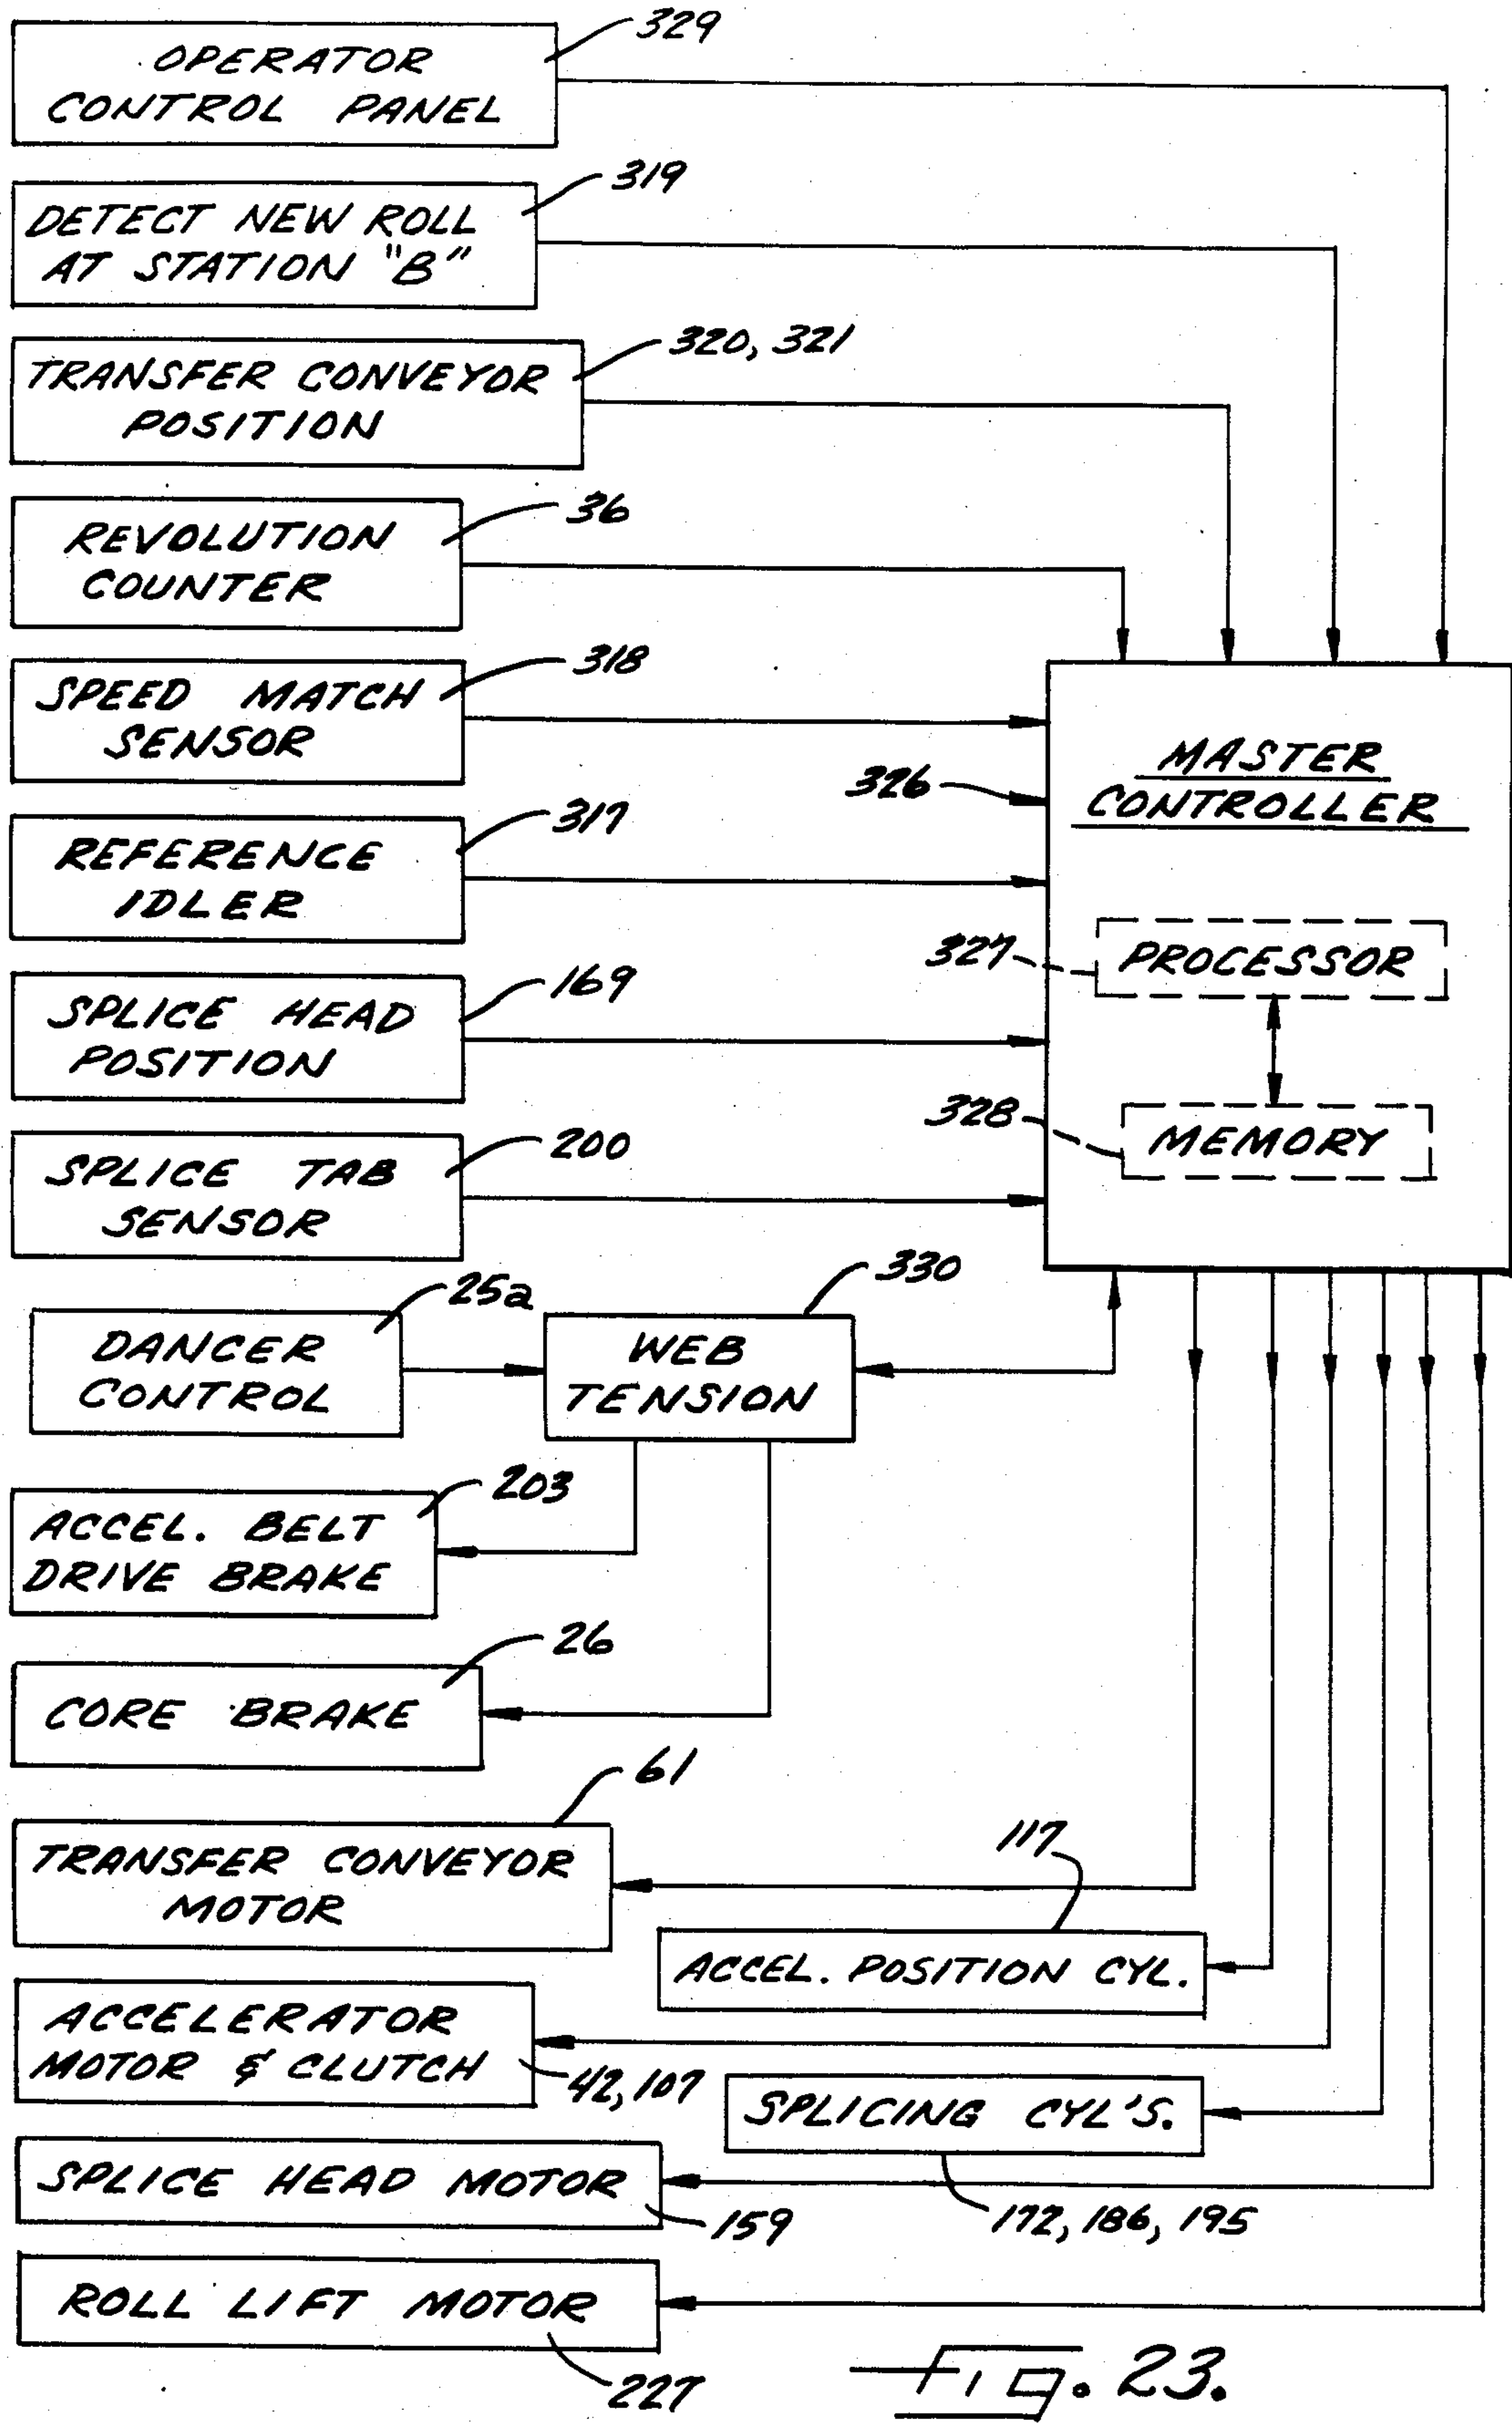 329
OPERATOR
CONTROL PANEL
319
DETECT NEW ROLL
AT STATION "B"
320, 321
TRANSFER CONVEYOR
POSITION
36
REVOLUTION
COUNTER
318
SPEED MATCH
SENSOR
326
MASTER
CONTROLLER
317
REFERENCE
IDLER
327
PROCESSOR
169
SPLICE HEAD
POSITION
328
MEMORY
200
SPLICE TAB
SENSOR
25a
DANCER
CONTROL
330
WEB
TENSION
203
ACCEL. BELT
DRIVE BRAKE
26
CORE BRAKE
61
TRANSFER CONVEYOR
MOTOR
117
ACCEL. POSITION CYL.
ACCELERATOR
MOTOR & CLUTCH
42, 107
SPLICING CYL'S.
172, 186, 195
SPLICE HEAD MOTOR
159
ROLL LIFT MOTOR
227
Fig. 23.